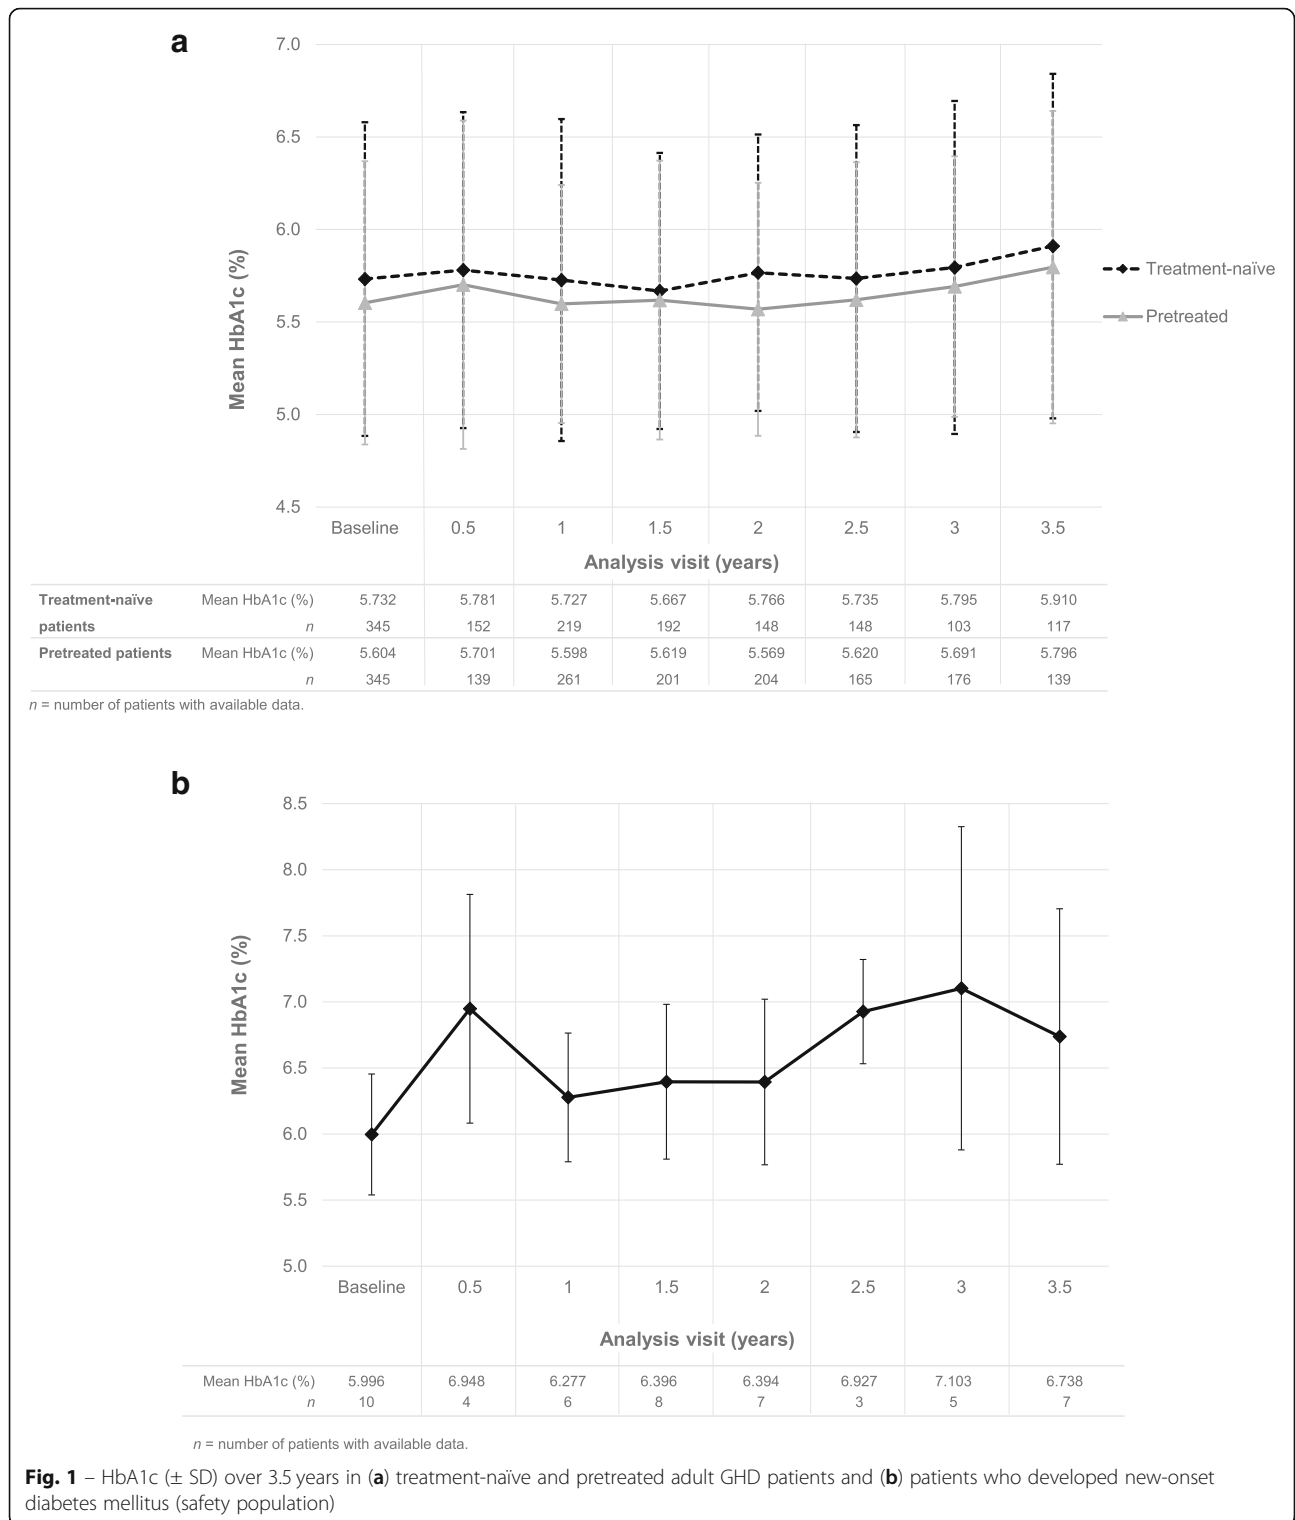 a
7.0
6.5
6.0
5.5
5.0
4.5
Mean HbA1c (%)
Treatment-naïve
Pretreated
Baseline 0.5 1 1.5 2 2.5 3 3.5
Analysis visit (years)
Treatment-naïve Mean HbA1c (%) 5.732 5.781 5.727 5.667 5.766 5.735 5.795 5.910
patients n 345 152 219 192 148 148 103 117
Pretreated patients Mean HbA1c (%) 5.604 5.701 5.598 5.619 5.569 5.620 5.691 5.796
n 345 139 261 201 204 165 176 139
n = number of patients with available data.
b
8.5
8.0
7.5
7.0
6.5
6.0
5.5
5.0
Mean HbA1c (%)
Baseline 0.5 1 1.5 2 2.5 3 3.5
Analysis visit (years)
Mean HbA1c (%) 5.996 6.948 6.277 6.396 6.394 6.927 7.103 6.738
n 10 4 6 8 7 3 5 7
n = number of patients with available data.
Fig. 1 – HbA1c (± SD) over 3.5 years in (a) treatment-naïve and pretreated adult GHD patients and (b) patients who developed new-onset
diabetes mellitus (safety population)